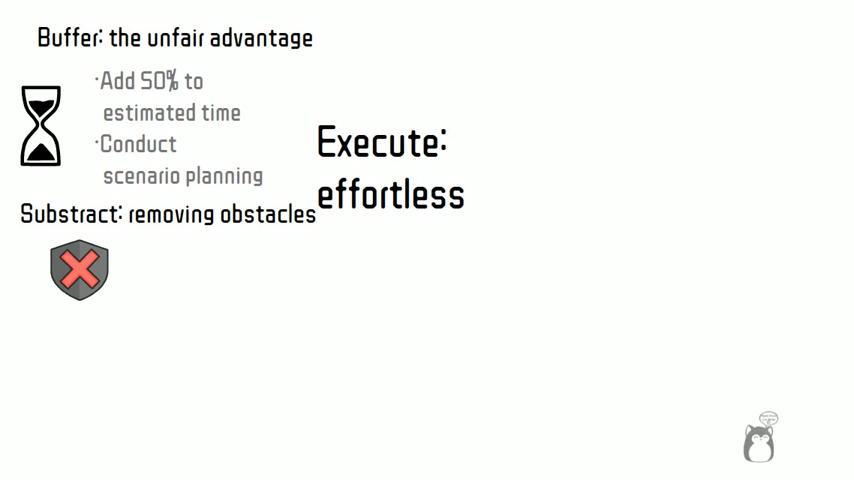 Buffer: the unfair advantage
·Add 50% to
estimated time
·Conduct
scenario planning
Execute:
effortless
Substract: removing obstacles